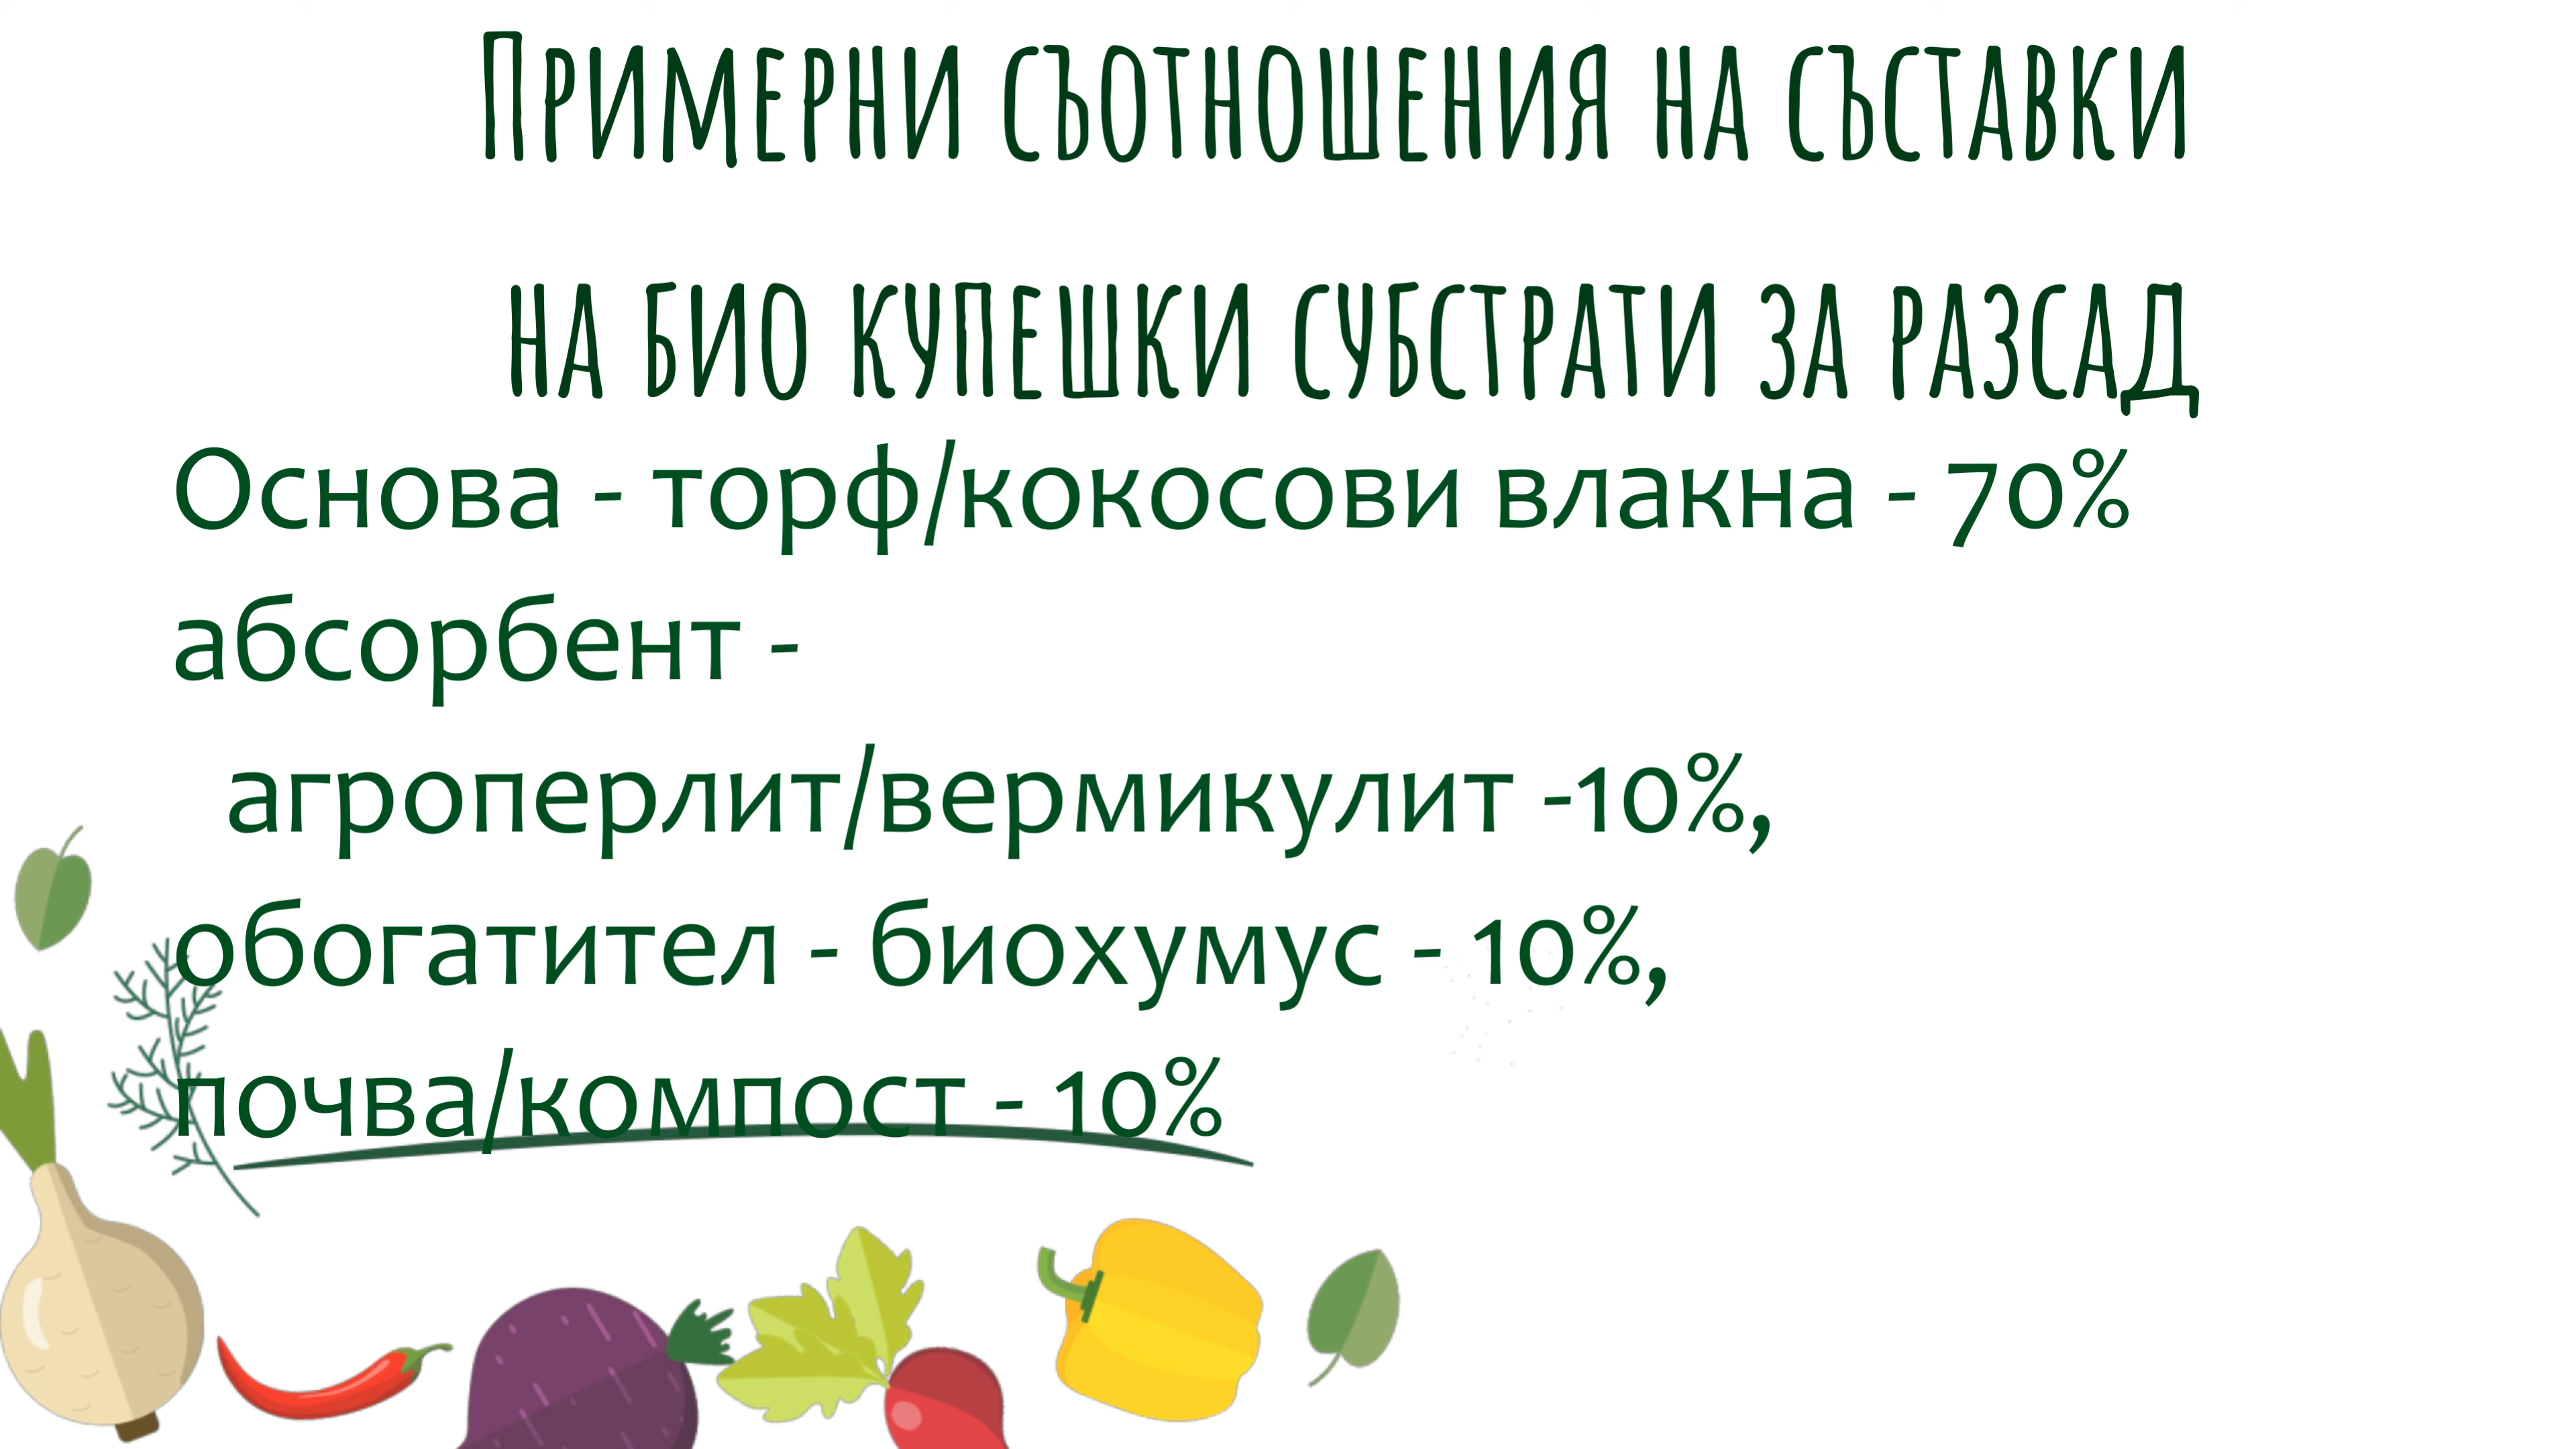 Примерни съотношения на съставки
на био купешки субстрати за разсад
Основа - торф/кокосови влакна - 70%
абсорбент -
агроперлит/вермикулит -10%,
обогатител - биохумус - 10%,
почва/компост - 10%